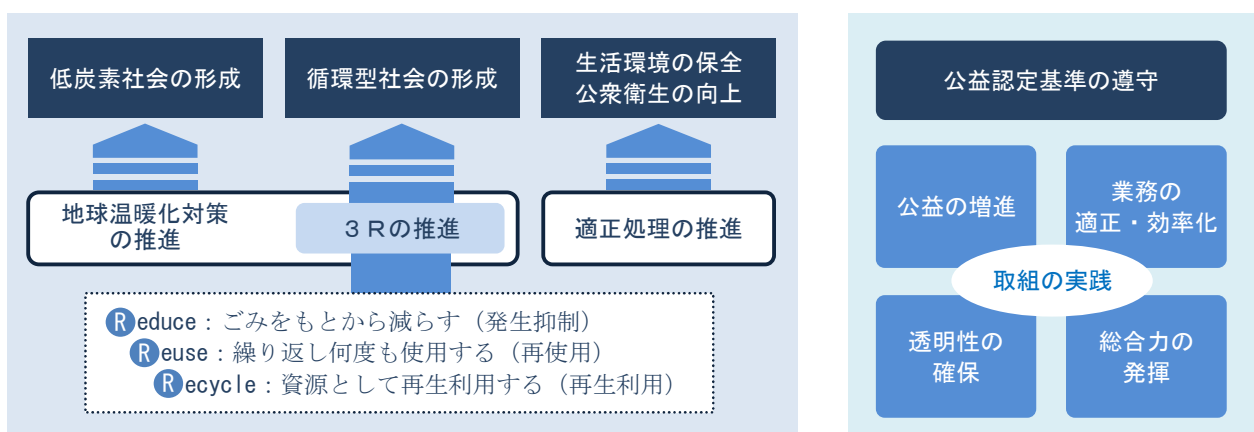 低炭素社会の形成
循環型社会の形成
生活環境の保全
公衆衛生の向上
地球温暖化対策
の推進
３Ｒの推進
適正処理の推進
Reduce：ごみをもとから減らす（発生抑制）
Reuse：繰り返し何度も使用する（再使用）
Recycle：資源として再生利用する（再生利用）
公益認定基準の遵守
公益の増進
業務の
適正・効率化
取組の実践
透明性の
確保
総合力の
発揮